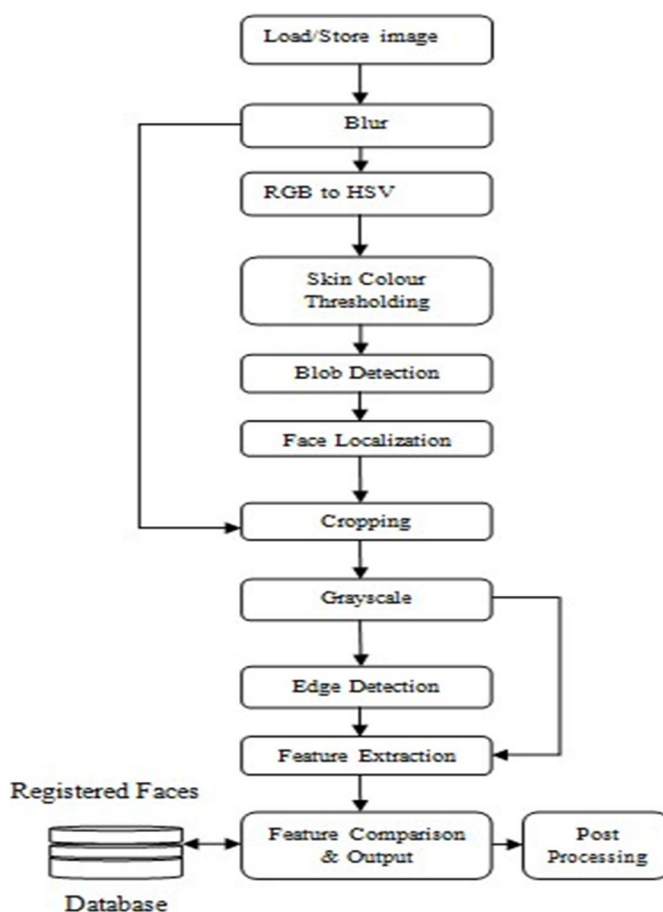 Load/Store image
Blur
RGB to HSV
Skin Colour
Thresholding
Blob Detection
Face Localization
Cropping
Grayscale
Edge Detection
Feature Extraction
Registered Faces
Feature Comparison
& Output
Post
Processing
Database